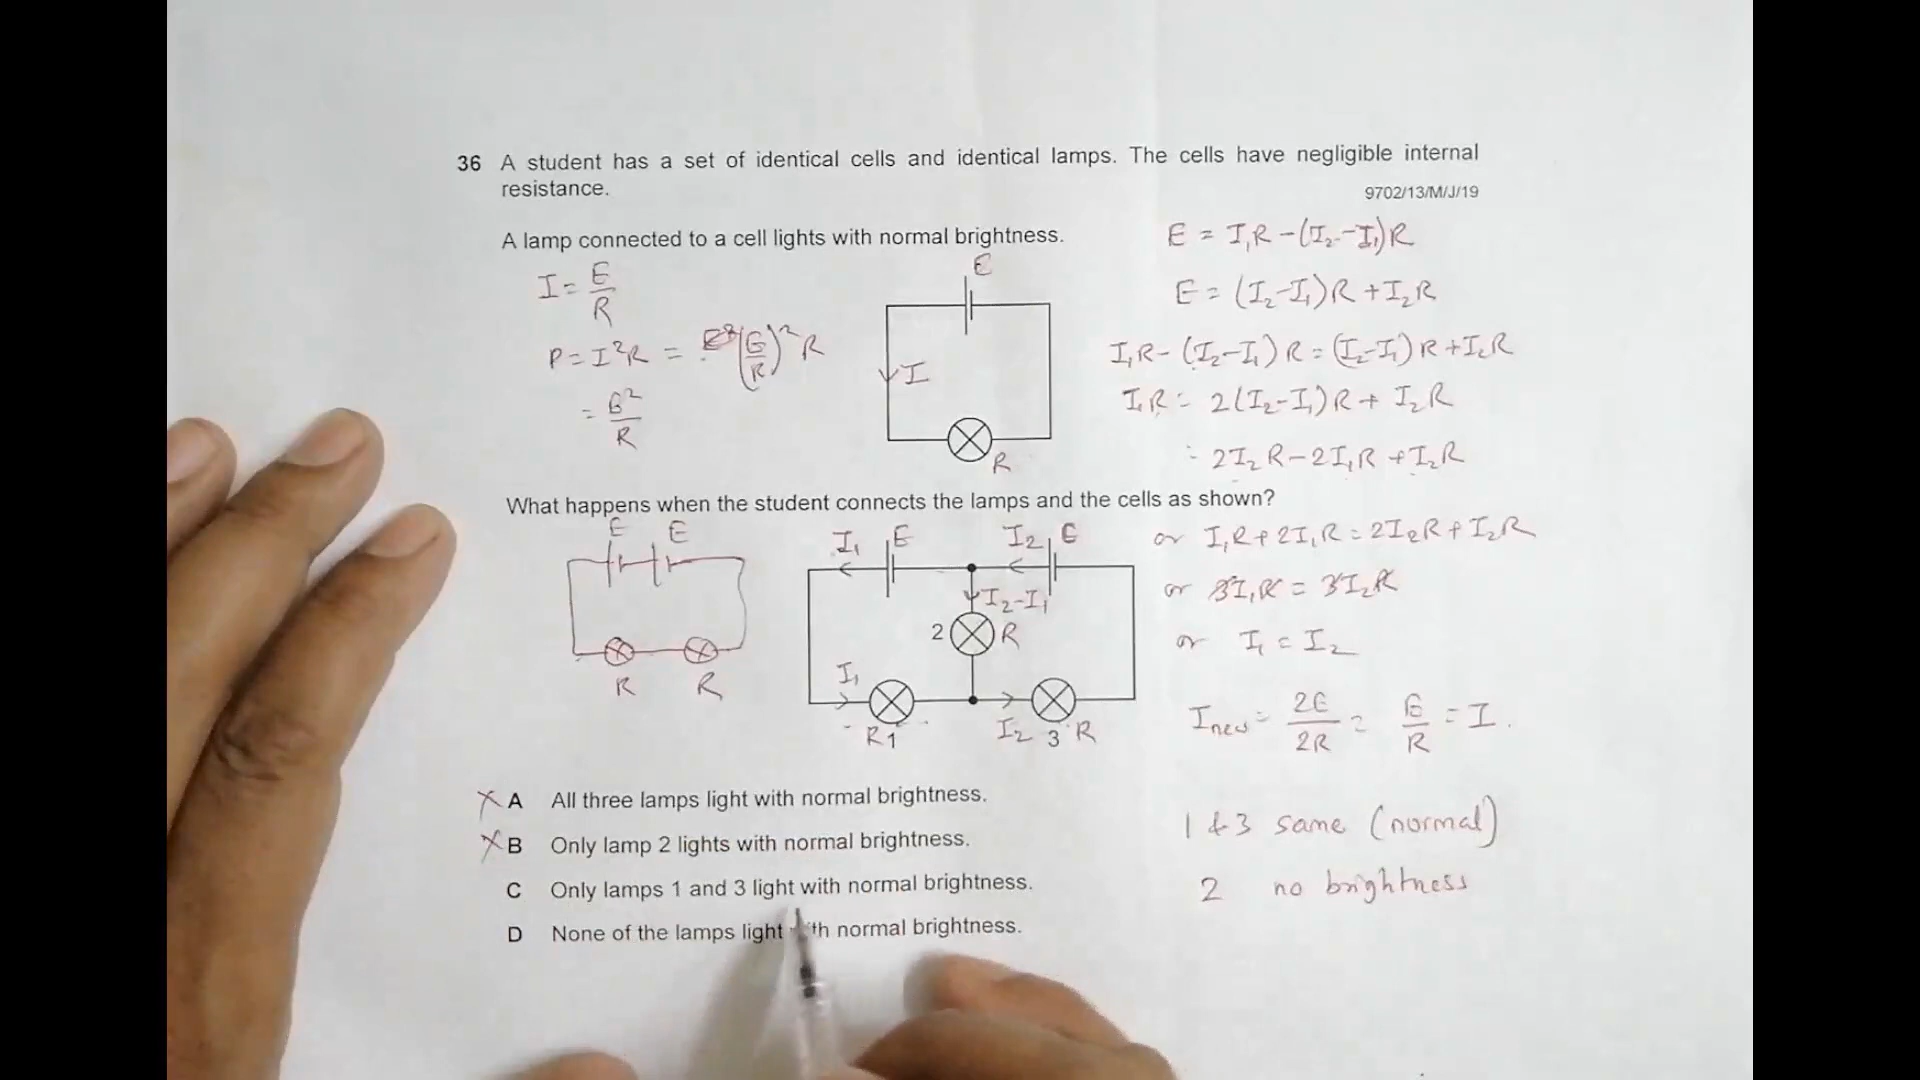 36 A student has a set of identical cells and identical lamps. The cells have negligible internal
resistance.
9702/13/M/J/19
A lamp connected to a cell lights with normal brightness.
I = E/R
P = I²R = (E/R)² R
= E²/R
E
I
R
E = I₁R - (I₂ - I₁)R
E = (I₂ - I₁)R + I₂R
I₁R - (I₂ - I₁)R = (I₂ - I₁)R + I₂R
I₁R = 2(I₂ - I₁)R + I₂R
= 2I₂R - 2I₁R + I₂R
What happens when the student connects the lamps and the cells as shown?
E E
R R
I₁ E I₂ E
I₂ - I₁
2 R
I₁
R 1 I₂ 3 R
or I₁R + 2I₁R = 2I₂R + I₂R
or 3I₁R = 3I₂R
or I₁ = I₂
Inew = 2E/2R = E/R = I.
A All three lamps light with normal brightness.
B Only lamp 2 lights with normal brightness.
C Only lamps 1 and 3 light with normal brightness.
D None of the lamps light with normal brightness.
1 & 3 same (normal)
2 no brightness